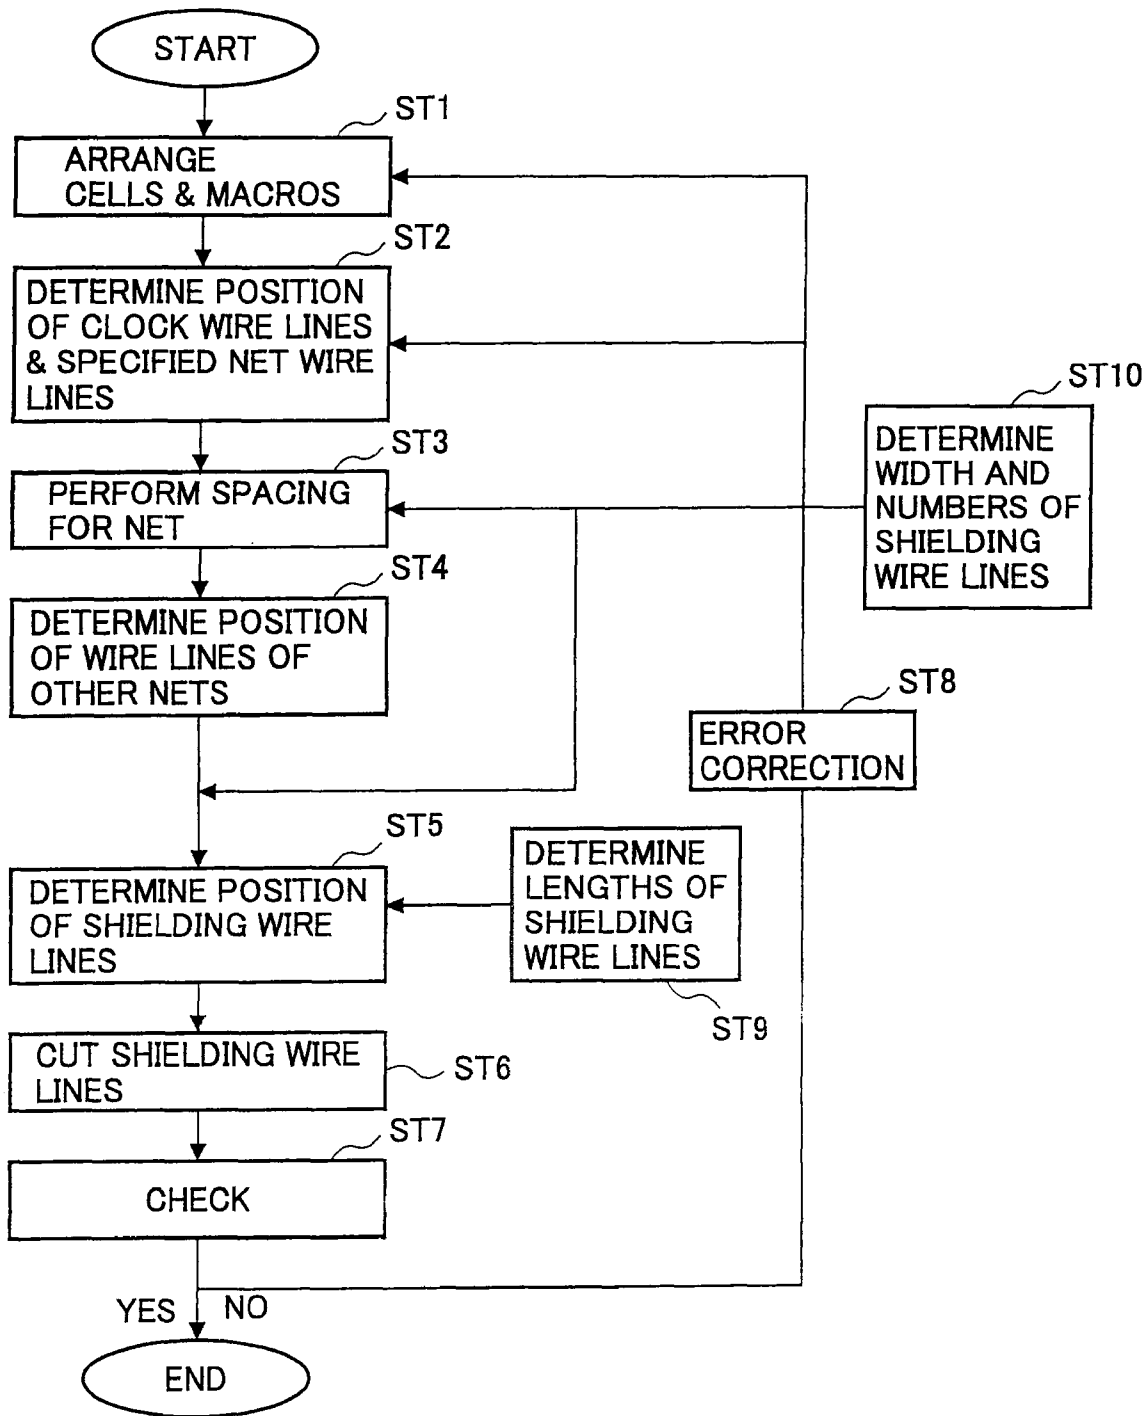 START
ST1
ARRANGE
CELLS & MACROS
ST2
DETERMINE POSITION
OF CLOCK WIRE LINES
& SPECIFIED NET WIRE
LINES
ST10
DETERMINE
WIDTH AND
NUMBERS OF
SHIELDING
WIRE LINES
ST3
PERFORM SPACING
FOR NET
ST4
DETERMINE POSITION
OF WIRE LINES OF
OTHER NETS
ST8
ERROR
CORRECTION
ST5
DETERMINE POSITION
OF SHIELDING WIRE
LINES
DETERMINE
LENGTHS OF
SHIELDING
WIRE LINES
ST9
CUT SHIELDING WIRE
LINES
ST6
ST7
CHECK
YES
NO
END